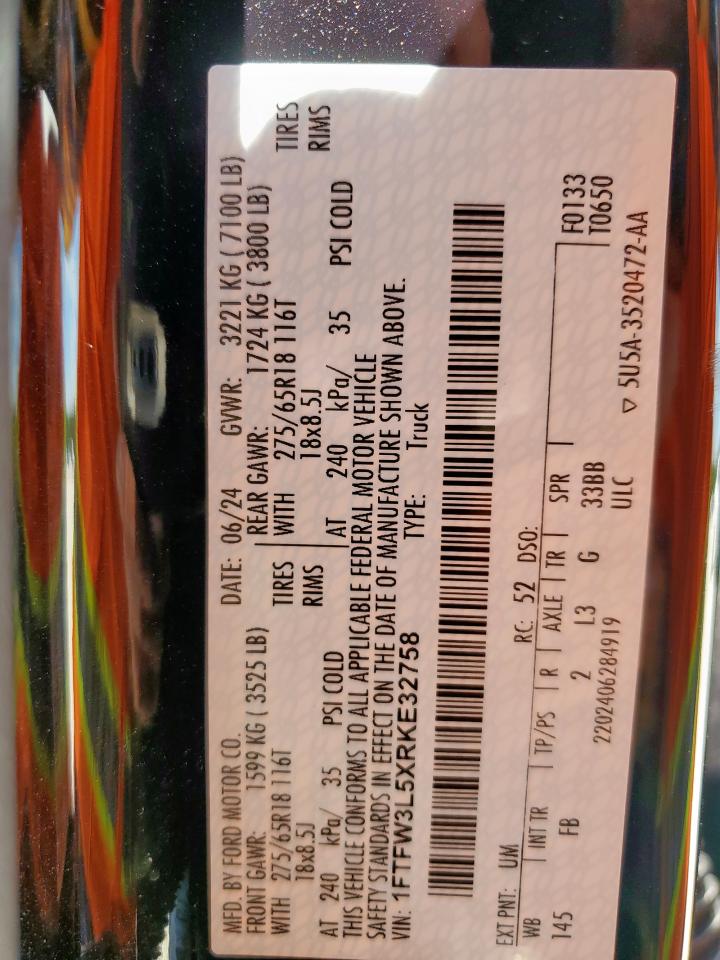 MFD. BY FORD MOTOR CO. DATE: 06/24 GVWR: 3221 KG ( 7100 LB)
FRONT GAWR: 1599 KG ( 3525 LB) REAR GAWR: 1724 KG ( 3800 LB)
WITH 275/65R18 116T TIRES WITH 275/65R18 116T TIRES
18x8.5J RIMS 18x8.5J RIMS
AT 240 kPa/ 35 PSI COLD AT 240 kPa/ 35 PSI COLD
THIS VEHICLE CONFORMS TO ALL APPLICABLE FEDERAL MOTOR VEHICLE
SAFETY STANDARDS IN EFFECT ON THE DATE OF MANUFACTURE SHOWN ABOVE.
VIN: 1FTFW3L5XRKE32758 TYPE: Truck
EXT PNT: UM RC: 52 DSO: F0133
WB INT TR TP/PS R AXLE TR SPR T0650
145 FB 2 L3 G 33BB
2202406284919 ULC ▽ 5U5A-3520472-AA